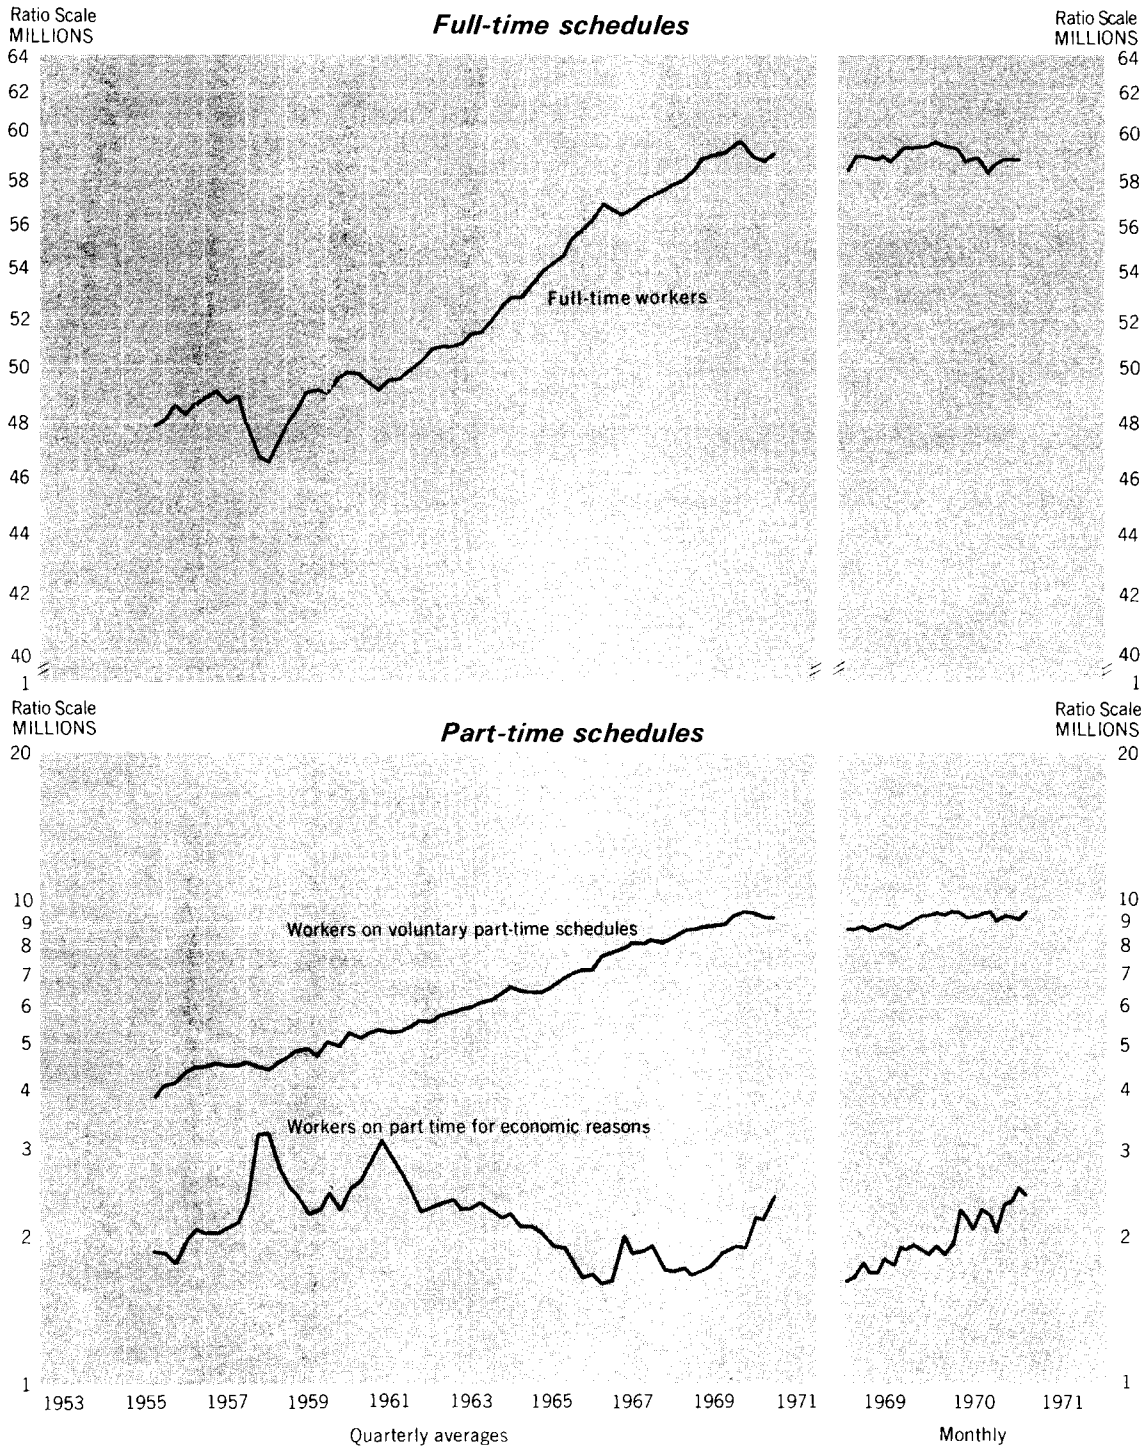 Full-time schedules
Ratio Scale
MILLIONS
Ratio Scale
MILLIONS
64
62
60
58
56
54
52
50
48
46
44
42
40
1
Full-time workers
64
62
60
58
56
54
52
50
48
46
44
42
40
1
Ratio Scale
MILLIONS
Part-time schedules
Ratio Scale
MILLIONS
20
10
9
8
7
6
5
4
3
2
1
Workers on voluntary part-time schedules
Workers on part time for economic reasons
20
10
9
8
7
6
5
4
3
2
1
1953 1955 1957 1959 1961 1963 1965 1967 1969 1971
1969 1970 1971
Quarterly averages
Monthly